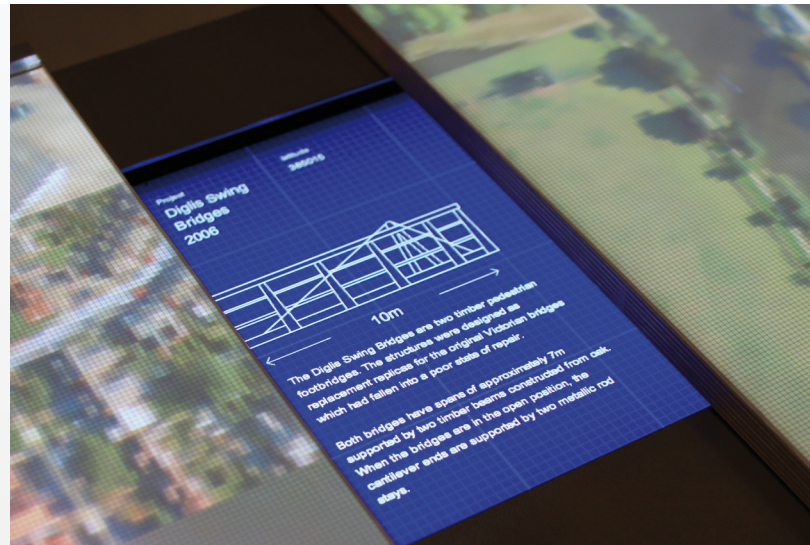 Project
Diglis Swing
Bridges
2006
latitude
385015
10m
The Diglis Swing Bridges are two timber pedestrian
footbridges. The structures were designed as
replacement replicas for the original Victorian bridges
which had fallen into a poor state of repair.
Both bridges have spans of approximately 7m
supported by two timber beams constructed from oak.
When the bridges are in the open position, the
cantilever ends are supported by two metallic rod
stays.